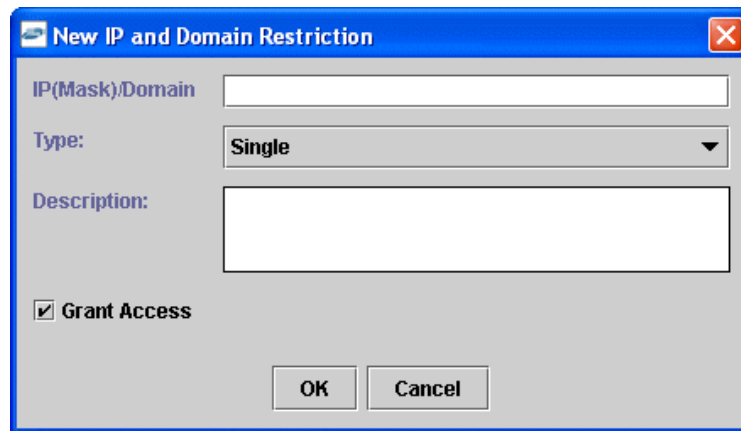 New IP and Domain Restriction
IP(Mask)/Domain
Type: Single
Description:
Grant Access
OK Cancel